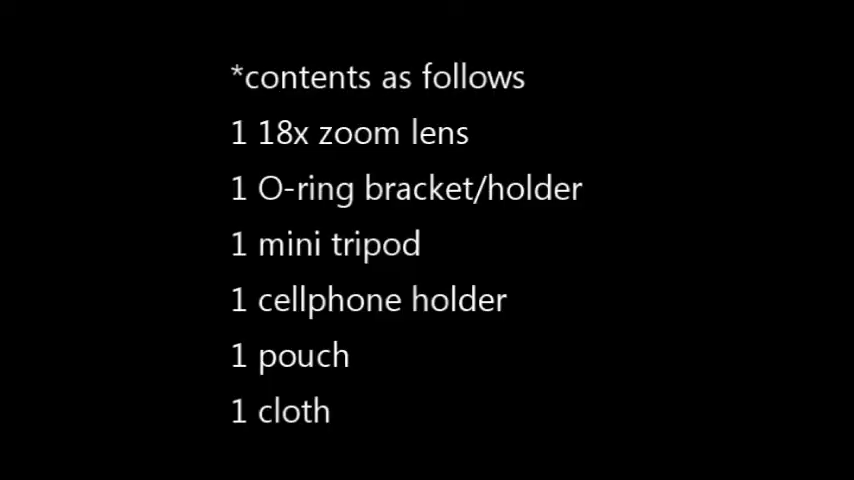 *contents as follows
1 18x zoom lens
1 O-ring bracket/holder
1 mini tripod
1 cellphone holder
1 pouch
1 cloth